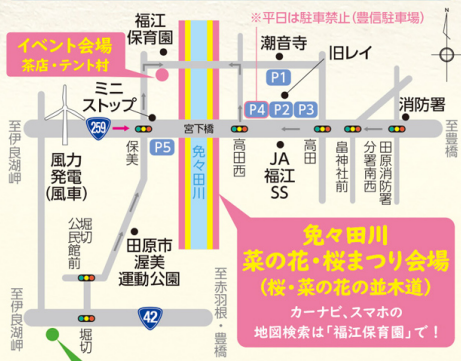 ※平日は駐車禁止(豊信駐車場)
福江
保育園
潮音寺
旧レイ
イベント会場
茶店・テント村
P1
P4
P2
P3
ミニ
ストップ
消防署
至伊良湖岬
259
宮下橋
至豊橋
保美
P5
免々田川
高田西
JA
福江
SS
高田
畠神社前
田原消防署
分署南西
風力
発電
(風車)
堀切
公民館前
田原市
渥美
運動公園
免々田川
菜の花・桜まつり会場
(桜・菜の花の並木道)
カーナビ、スマホの
地図検索は「福江保育園」で!
至赤羽根・豊橋
至伊良湖岬
42
堀切